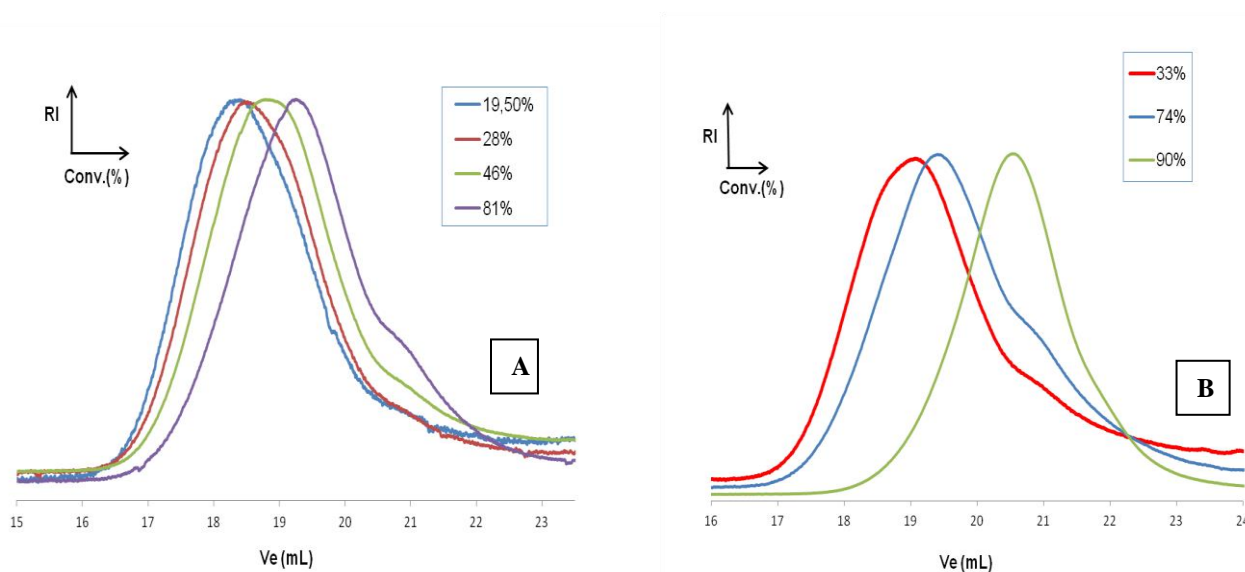 RI
Conv.(%)
19,50%
28%
46%
81%
A
15 16 17 18 19 20 21 22 23
Ve (mL)
RI
Conv.(%)
33%
74%
90%
B
16 17 18 19 20 21 22 23 24
Ve (mL)